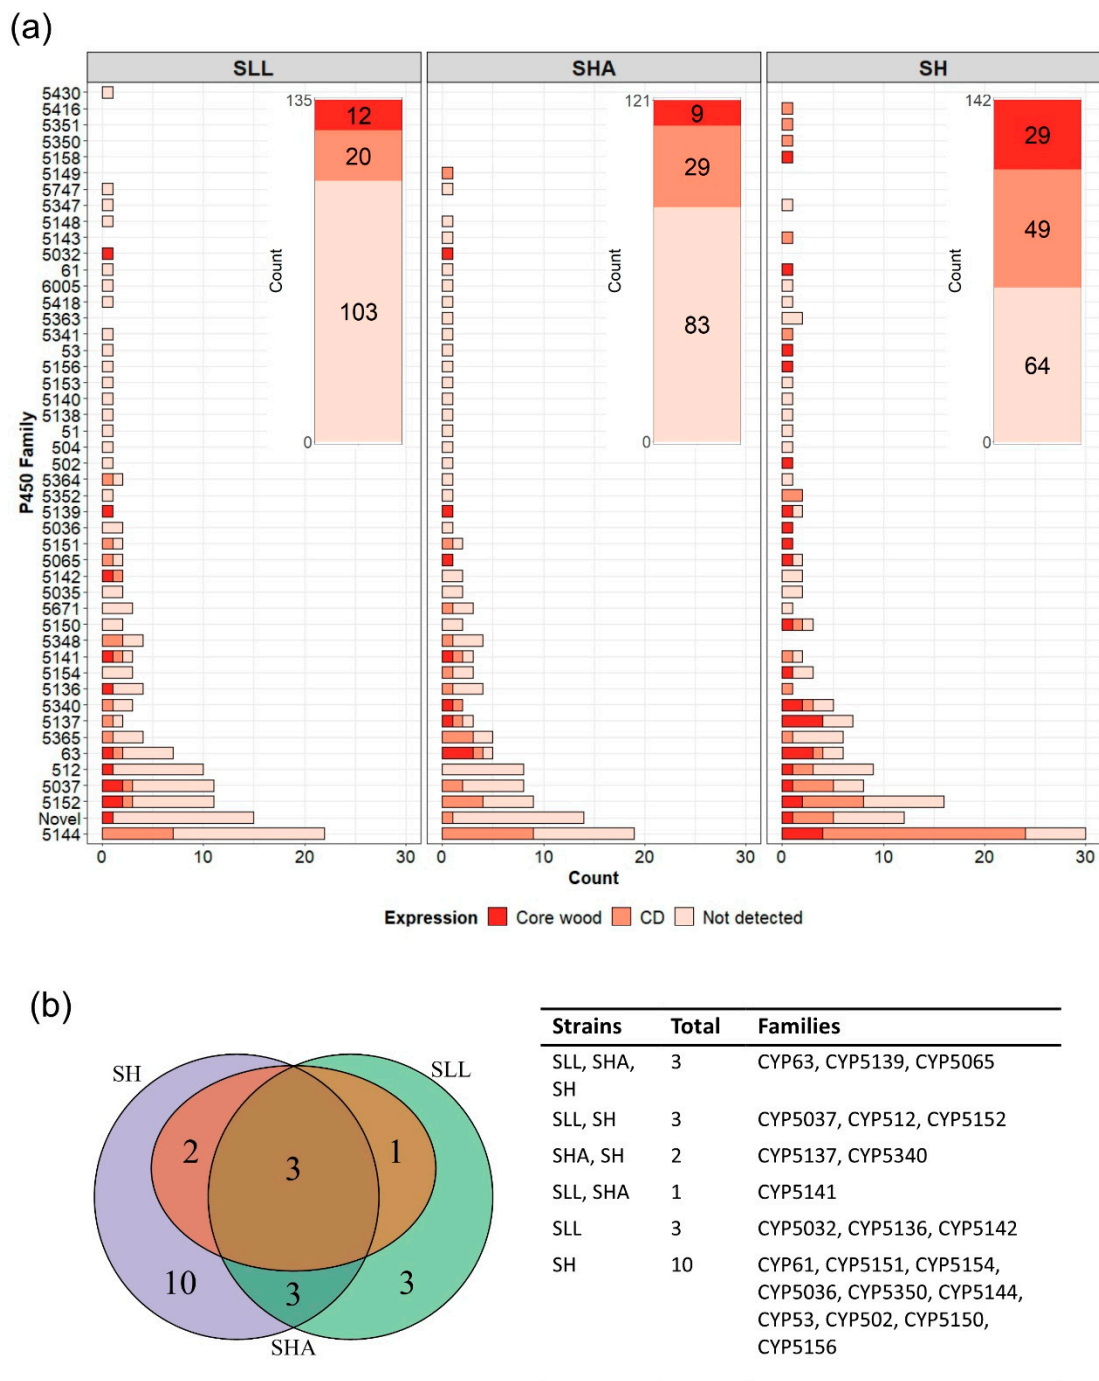 (a)
SLL
SHA
SH
5430
5416
5351
5350
5158
5149
5747
5347
5148
5143
5032
61
6005
5418
5363
5341
53
5156
5153
5140
5138
51
504
502
5364
5352
5139
5036
5151
5065
5142
5035
5671
5150
5348
5141
5154
5136
5340
5137
5365
63
512
5037
5152
Novel
5144
P450 Family
135
12
20
103
0
Count
121
9
29
83
0
Count
142
29
49
64
0
Count
0 10 20 30
0 10 20 30
0 10 20 30
Count
Expression Core wood CD Not detected
(b)
SH
SLL
2
3
1
10
3
3
SHA
Strains Total Families
SLL, SHA, 3 CYP63, CYP5139, CYP5065
SH
SLL, SH 3 CYP5037, CYP512, CYP5152
SHA, SH 2 CYP5137, CYP5340
SLL, SHA 1 CYP5141
SLL 3 CYP5032, CYP5136, CYP5142
SH 10 CYP61, CYP5151, CYP5154,
CYP5036, CYP5350, CYP5144,
CYP53, CYP502, CYP5150,
CYP5156